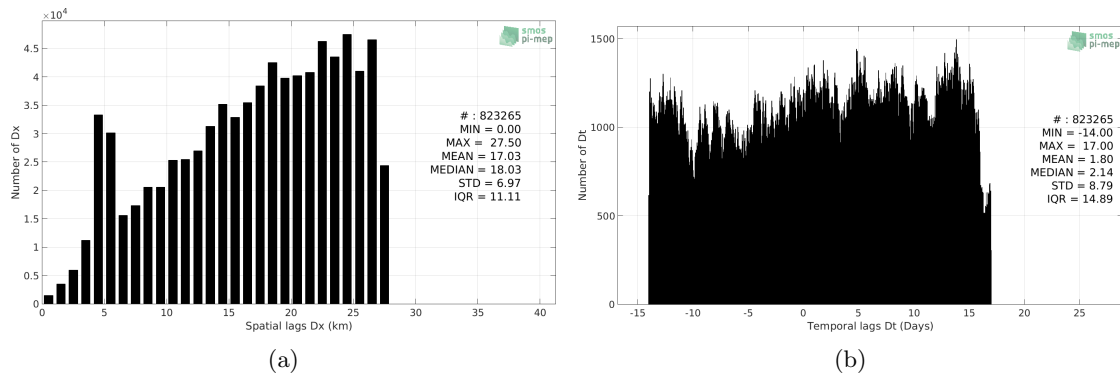 ×10⁴
4.5
4
3.5
3
2.5
2
1.5
1
0.5
0
Number of Dx
0 5 10 15 20 25 30 35 40
Spatial lags Dx (km)
smos
pi-mep
# : 823265
MIN = 0.00
MAX = 27.50
MEAN = 17.03
MEDIAN = 18.03
STD = 6.97
IQR = 11.11
(a)
1500
1000
500
0
Number of Dt
-15 -10 -5 0 5 10 15 20 25
Temporal lags Dt (Days)
smos
pi-mep
# : 823265
MIN = -14.00
MAX = 17.00
MEAN = 1.80
MEDIAN = 2.14
STD = 8.79
IQR = 14.89
(b)